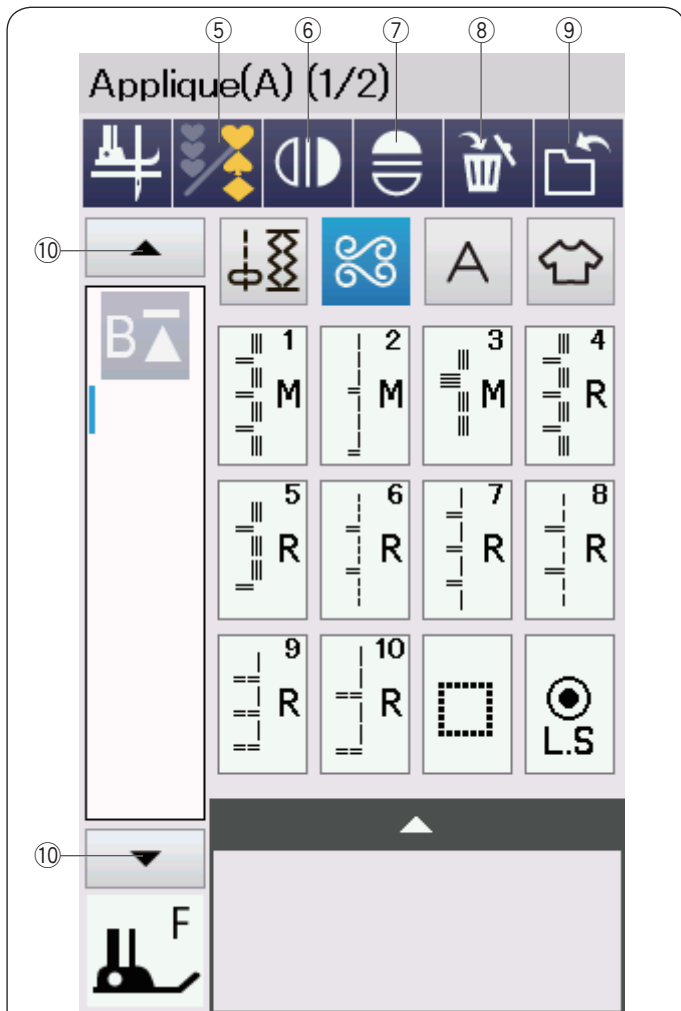 ⑤ ⑥ ⑦ ⑧ ⑨
Applique(A) (1/2)
⑩
A
B
1 M
2 M
3 M
4 R
5 R
6 R
7 R
8 R
9 R
10 R
L.S
⑩
F